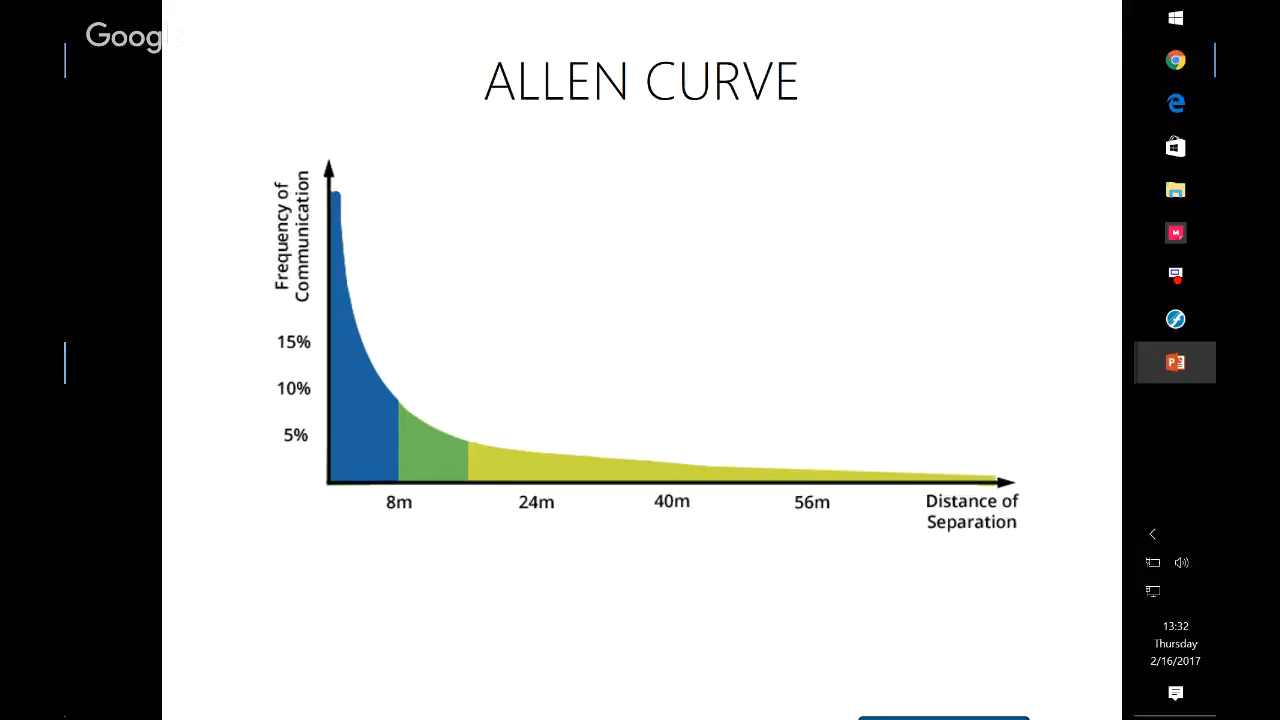 Google
ALLEN CURVE
Frequency of
Communication
15%
10%
5%
8m
24m
40m
56m
Distance of
Separation
13:32
Thursday
2/16/2017